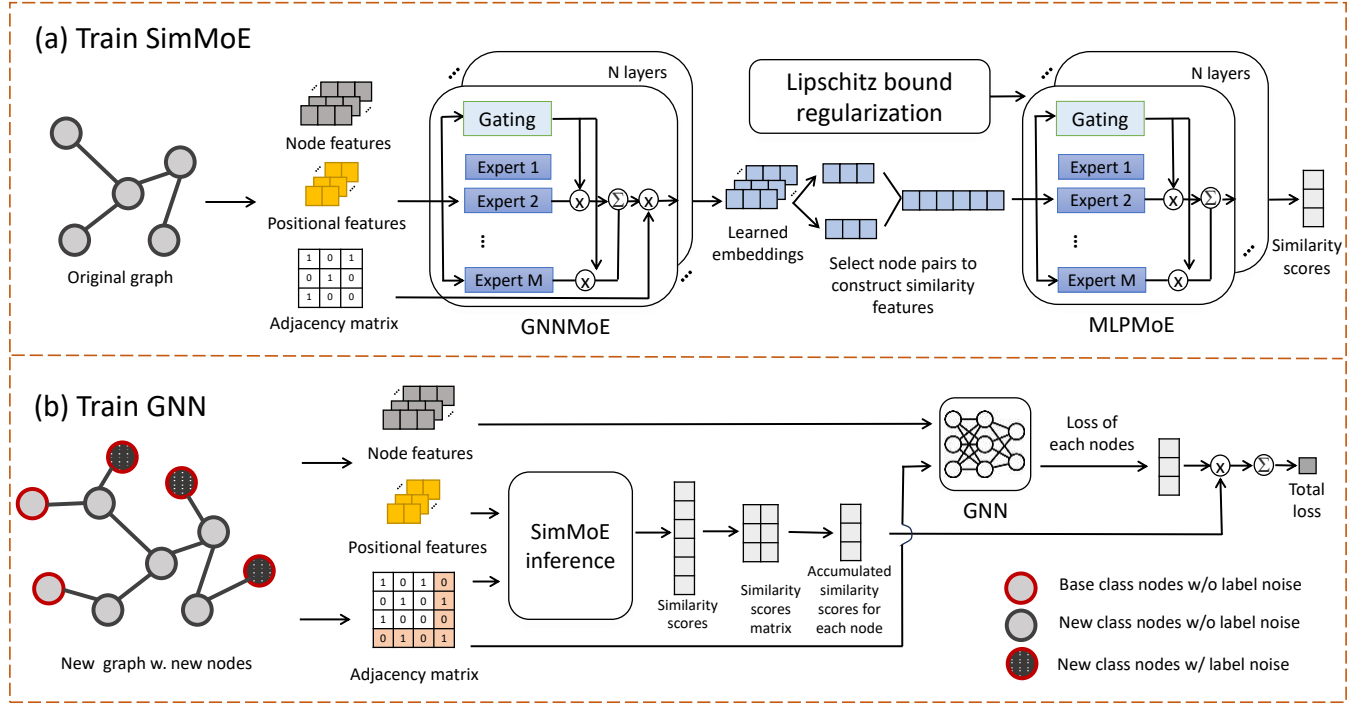 (a) Train SimMoE
Original graph
Node features
Positional features
1 0 1
0 1 0
1 0 0
Adjacency matrix
N layers
Gating
Expert 1
Expert 2
Expert M
x
Σ
x
x
GNNMoE
Learned
embeddings
Select node pairs to
construct similarity
features
Lipschitz bound
regularization
N layers
Gating
Expert 1
Expert 2
Expert M
x
Σ
x
MLPMoE
Similarity
scores
(b) Train GNN
New graph w. new nodes
Node features
Positional features
1 0 1 0
0 1 0 1
1 0 0 0
0 1 0 1
Adjacency matrix
SimMoE
inference
Similarity
scores
Similarity
scores
matrix
Accumulated
similarity
scores for
each node
GNN
Loss of
each nodes
x
Σ
Total
loss
Base class nodes w/o label noise
New class nodes w/o label noise
New class nodes w/ label noise